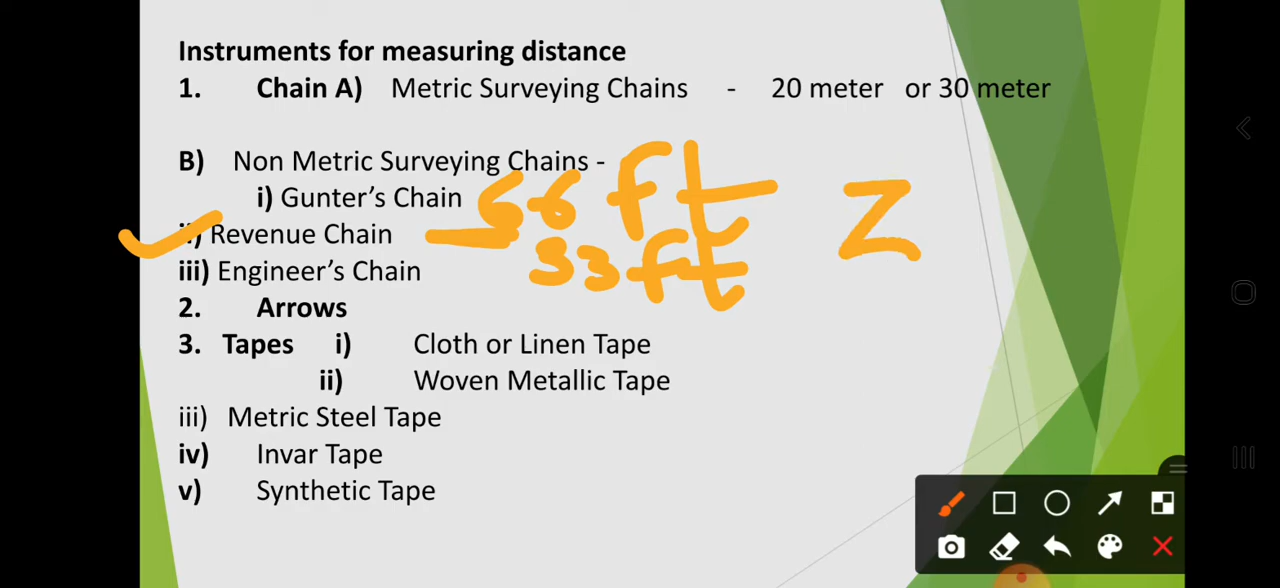 Instruments for measuring distance
1. Chain A) Metric Surveying Chains - 20 meter or 30 meter
B) Non Metric Surveying Chains -
i) Gunter's Chain 66 ft
ii) Revenue Chain 33 ft
iii) Engineer's Chain
2. Arrows
3. Tapes i) Cloth or Linen Tape
ii) Woven Metallic Tape
iii) Metric Steel Tape
iv) Invar Tape
v) Synthetic Tape